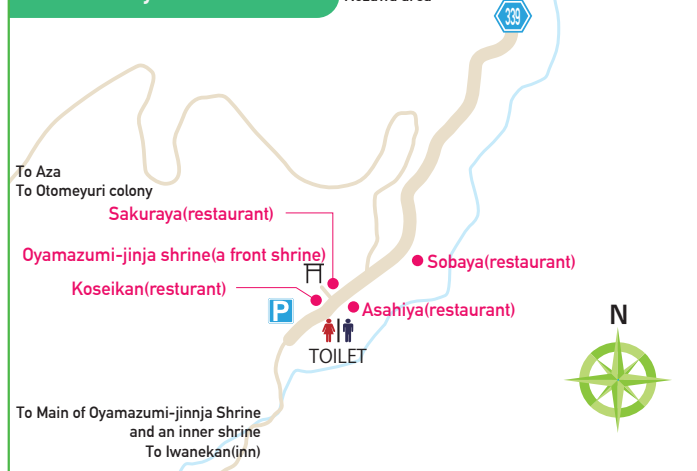 339
To Aza
To Otomeyuri colony
Sakuraya(restaurant)
Oyamazumi-jinja shrine(a front shrine)
Koseikan(resturant)
Sobaya(restaurant)
Asahiya(restaurant)
P
TOILET
N
To Main of Oyamazumi-jinnja Shrine
and an inner shrine
To Iwanekan(inn)